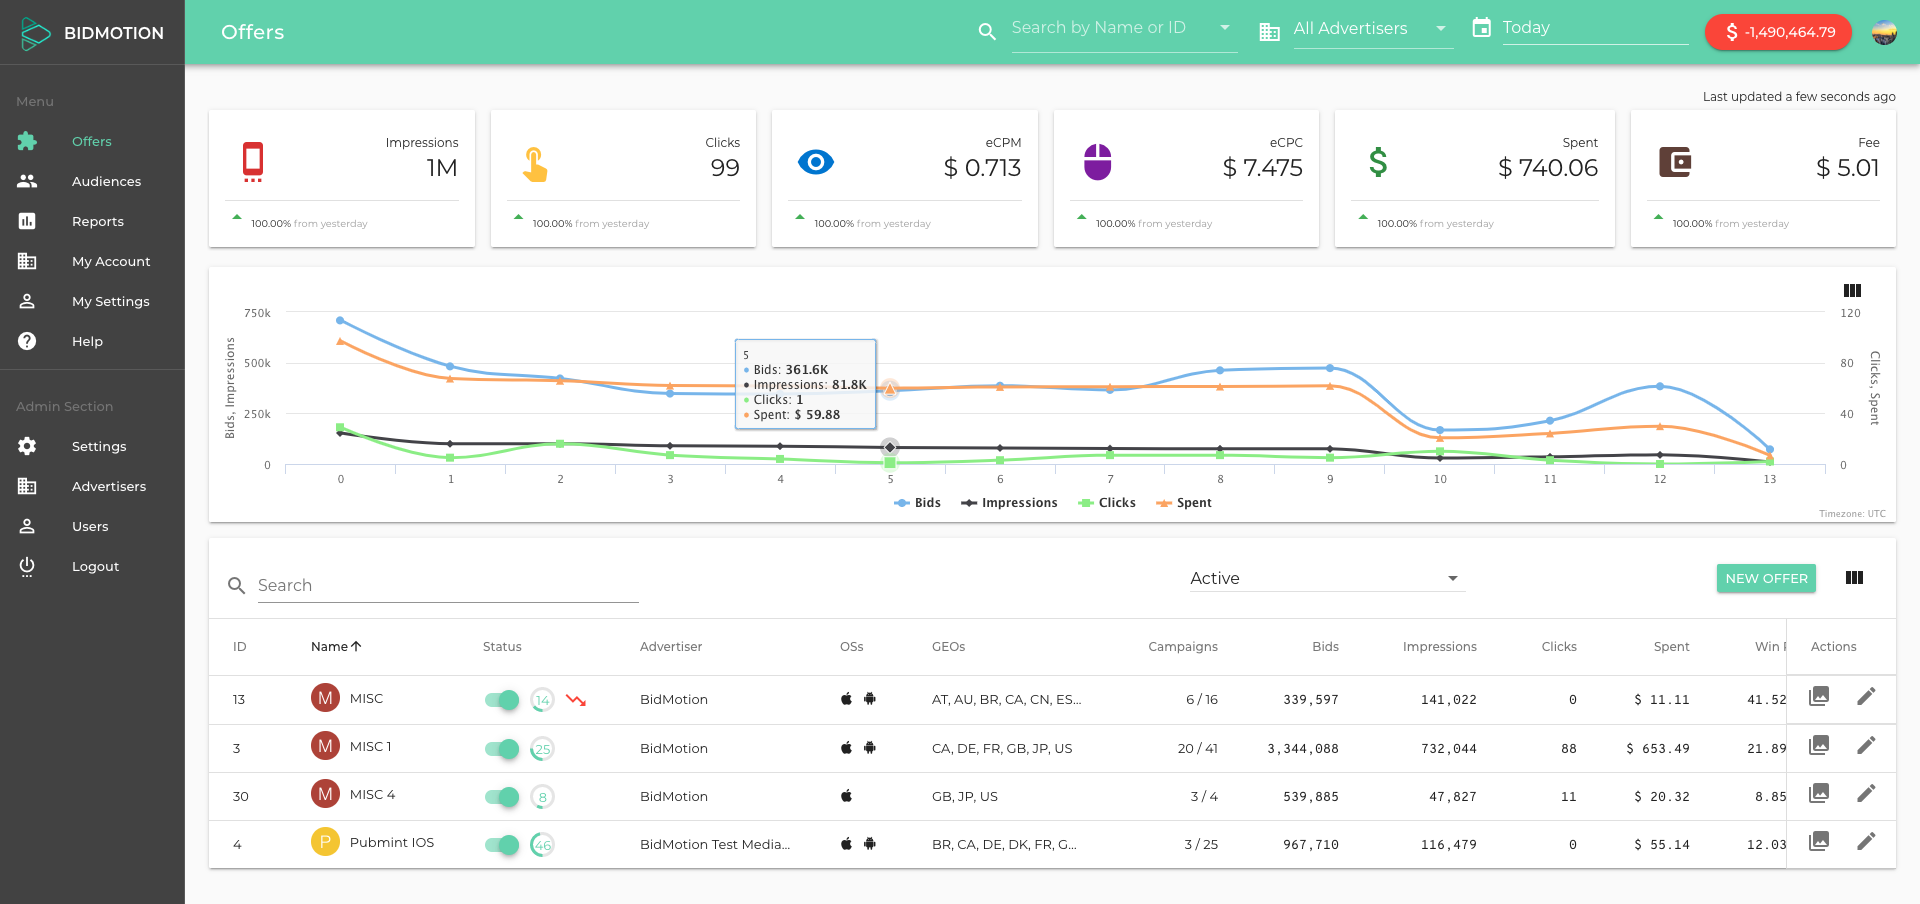 BIDMOTION
Offers
Search by Name or ID
All Advertisers
Today
$ -1,490,464.79
Menu
Offers
Audiences
Reports
My Account
My Settings
Help
Admin Section
Settings
Advertisers
Users
Logout
Last updated a few seconds ago
Impressions
1M
100.00% from yesterday
Clicks
99
100.00% from yesterday
eCPM
$ 0.713
100.00% from yesterday
eCPC
$ 7.475
100.00% from yesterday
Spent
$ 740.06
100.00% from yesterday
Fee
$ 5.01
100.00% from yesterday
Bids, Impressions
750k
500k
250k
0
120
80
40
0
Clicks, Spent
5
Bids: 361.6K
Impressions: 81.8K
Clicks: 1
Spent: $ 59.88
0 1 2 3 4 5 6 7 8 9 10 11 12 13
Bids Impressions Clicks Spent
Timezone: UTC
Search
Active
NEW OFFER
ID Name Status Advertiser OSs GEOs Campaigns Bids Impressions Clicks Spent Win Actions
13 M MISC 14 BidMotion AT, AU, BR, CA, CN, ES... 6 / 16 339,597 141,022 0 $ 11.11 41.52
3 M MISC 1 25 BidMotion CA, DE, FR, GB, JP, US 20 / 41 3,344,088 732,044 88 $ 653.49 21.89
30 M MISC 4 8 BidMotion GB, JP, US 3 / 4 539,885 47,827 11 $ 20.32 8.85
4 P Pubmint IOS 46 BidMotion Test Media... BR, CA, DE, DK, FR, G... 3 / 25 967,710 116,479 0 $ 55.14 12.03